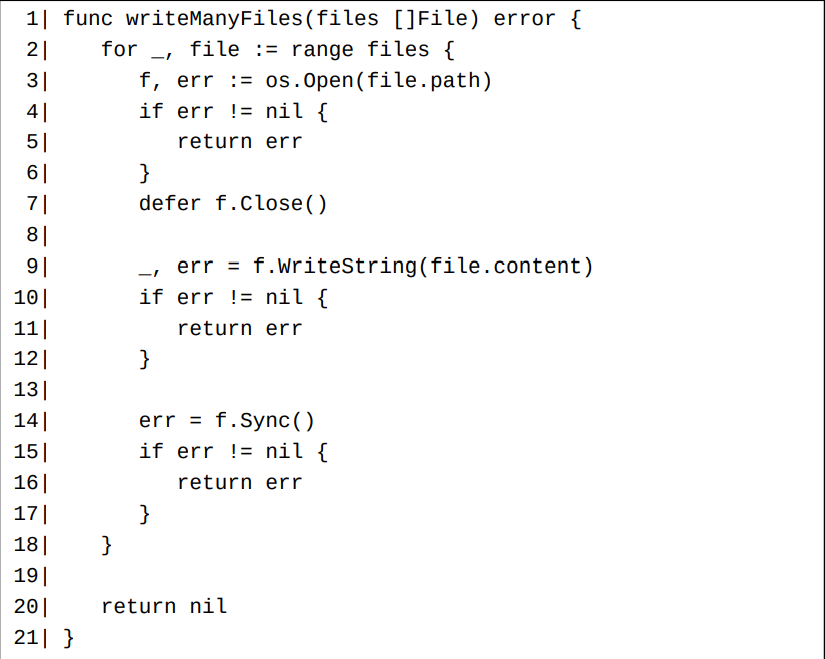 1| func writeManyFiles(files []File) error {
2|    for _, file := range files {
3|       f, err := os.Open(file.path)
4|       if err != nil {
5|          return err
6|       }
7|       defer f.Close()
8|
9|       _, err = f.WriteString(file.content)
10|       if err != nil {
11|          return err
12|       }
13|
14|       err = f.Sync()
15|       if err != nil {
16|          return err
17|       }
18|    }
19|
20|    return nil
21| }